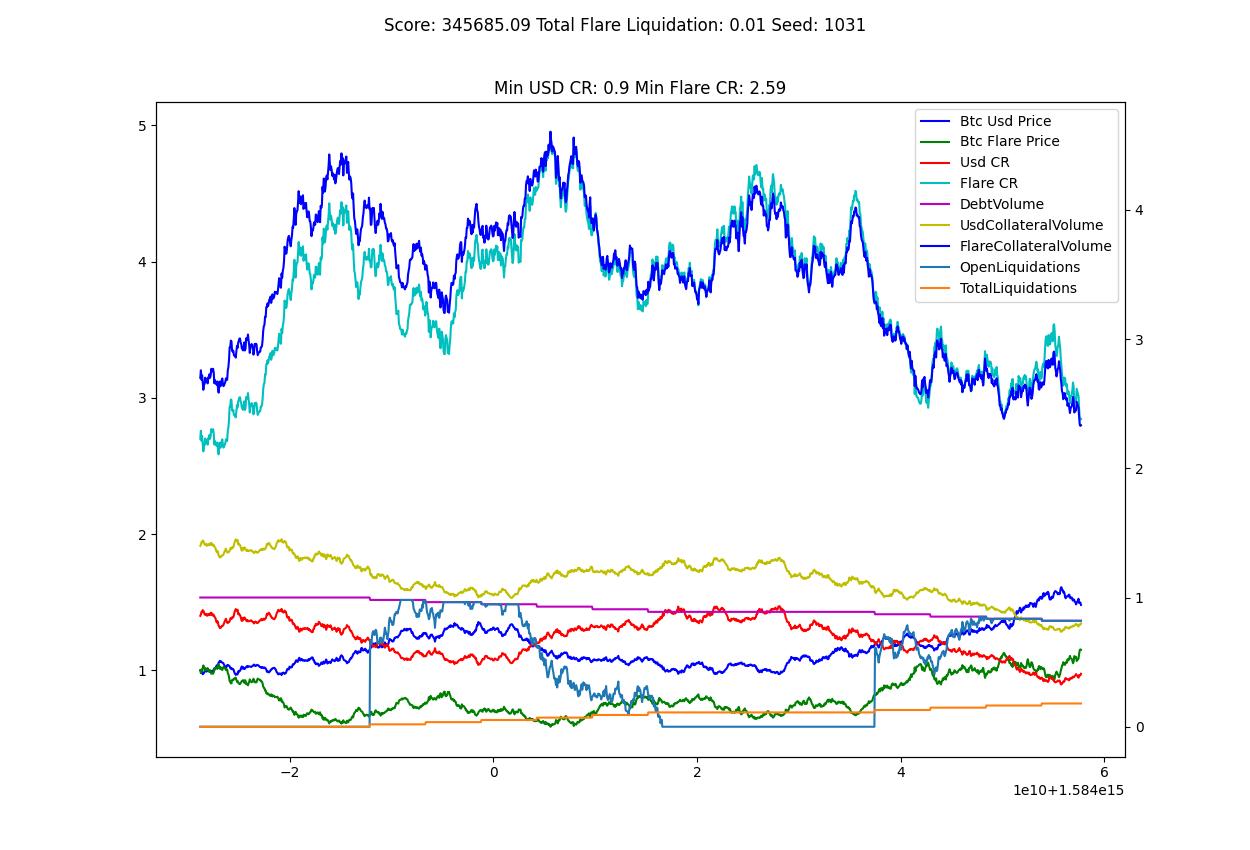 Score: 345685.09 Total Flare Liquidation: 0.01 Seed: 1031
Min USD CR: 0.9 Min Flare CR: 2.59
Btc Usd Price
Btc Flare Price
Usd CR
Flare CR
DebtVolume
UsdCollateralVolume
FlareCollateralVolume
OpenLiquidations
TotalLiquidations
5
4
3
2
1
4
3
2
1
0
−2
0
2
4
6
1e10+1.584e15